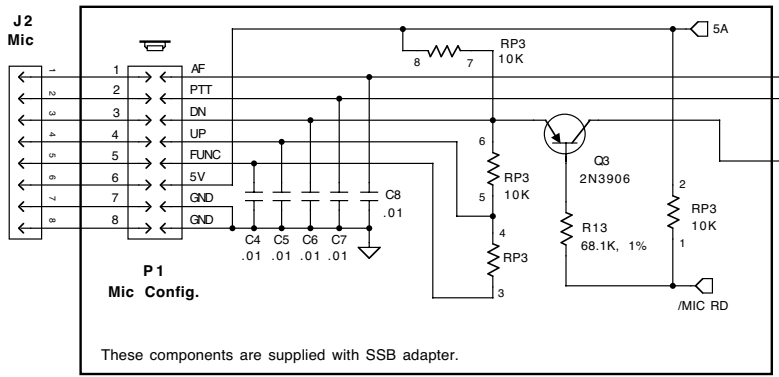 J2
Mic
5A
RP3
10K
8 7
1 1 AF
2 2 PTT
3 3 DN
4 4 UP
5 5 FUNC
6 6 5V
7 7 GND
8 8 GND
6
RP3
10K
5
4
RP3
3
Q3
2N3906
R13
68.1K, 1%
2
RP3
10K
1
C8
.01
C4 C5 C6 C7
.01 .01 .01 .01
P1
Mic Config.
/MIC RD
These components are supplied with SSB adapter.